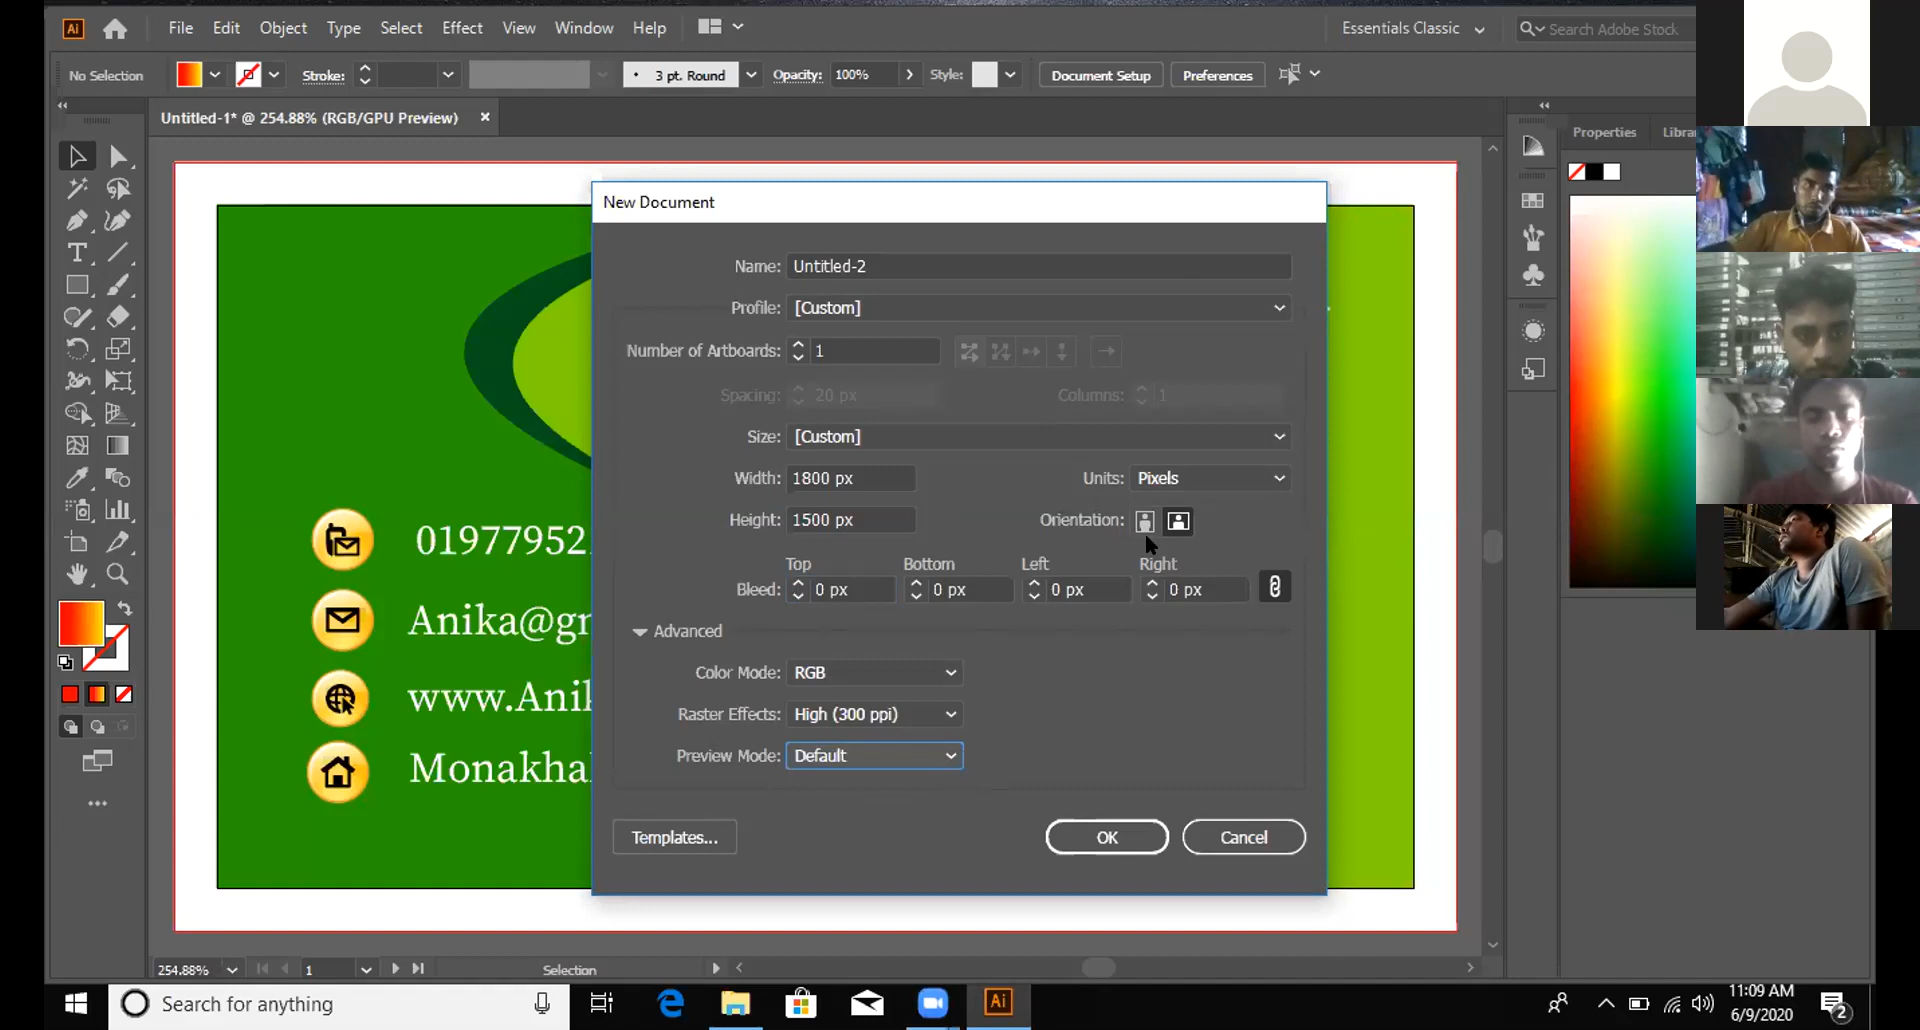 Ai File Edit Object Type Select Effect View Window Help Essentials Classic Search Adobe Stock
No Selection Stroke: 3 pt. Round Opacity: 100% Style: Document Setup Preferences
Untitled-1* @ 254.88% (RGB/GPU Preview) ×
Properties Libra
New Document
Name: Untitled-2
Profile: [Custom]
Number of Artboards: 1
Spacing: 20 px Columns: 1
Size: [Custom]
Width: 1800 px Units: Pixels
Height: 1500 px Orientation:
Top Bottom Left Right
Bleed: 0 px 0 px 0 px 0 px
Advanced
Color Mode: RGB
Raster Effects: High (300 ppi)
Preview Mode: Default
Templates... OK Cancel
01977952
Anika@g
www.Ani
Monakha
254.88% 1 Selection
Search for anything
Ai
11:09 AM
6/9/2020
2